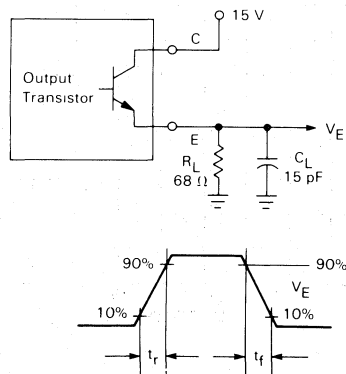 15 V
C
Output
Transistor
E
V_E
R_L
68 Ω
C_L
15 pF
90%
90%
V_E
10%
10%
t_r
t_f